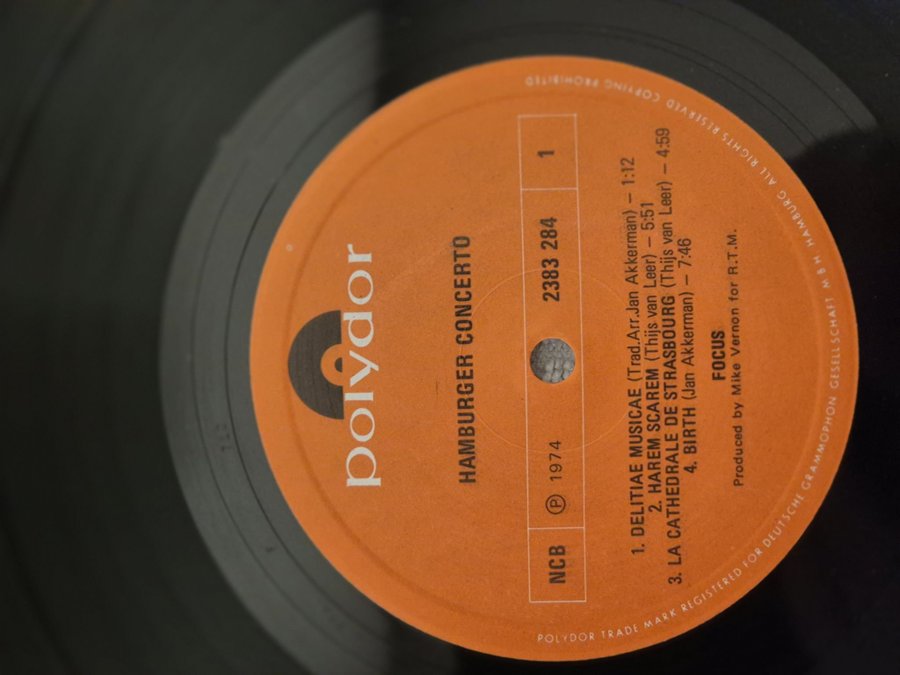 polydor
HAMBURGER CONCERTO
NCB ℗ 1974 2383 284 1
1. DELITIAE MUSICAE (Trad.Arr.Jan Akkerman) – 1:12
2. HAREM SCAREM (Thijs van Leer) – 5:51
3. LA CATHEDRALE DE STRASBOURG (Thijs van Leer) – 4:59
4. BIRTH (Jan Akkerman) – 7:46
FOCUS
Produced by Mike Vernon for R.T.M.
POLYDOR TRADE MARK REGISTERED FOR DEUTSCHE GRAMMOPHON GESELLSCHAFT M B H HAMBURG ALL RIGHTS RESERVED COPYING PROHIBITED